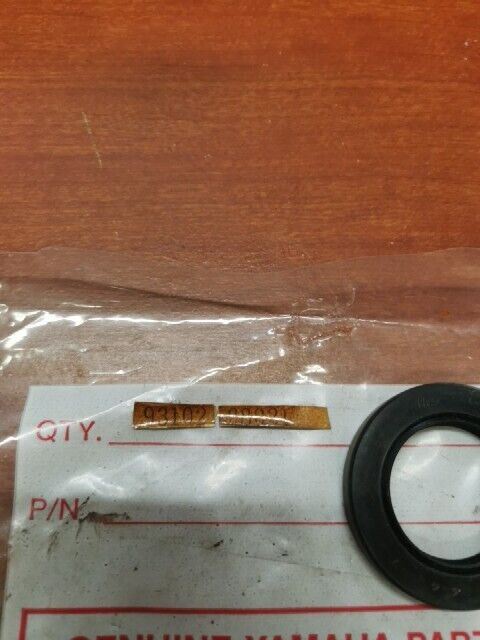 QTY. 93102
P/N
GENUINE YAMAHA PART